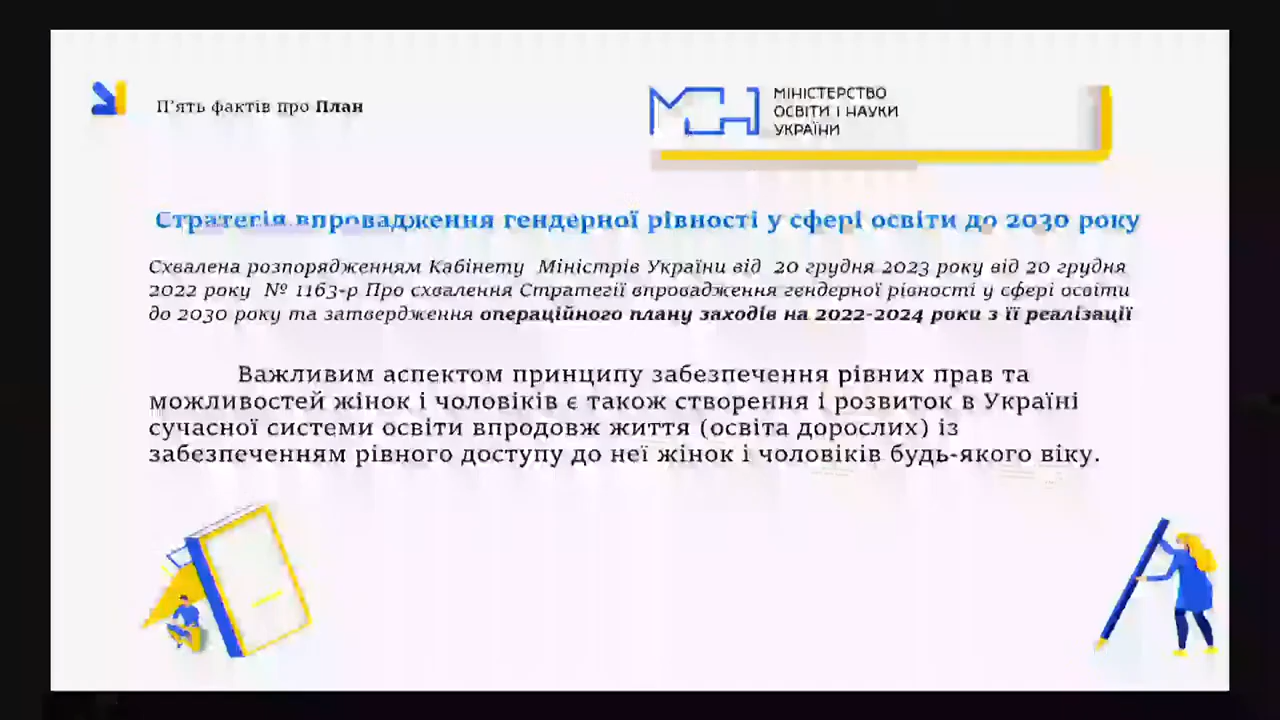 П'ять фактів про План
МІНІСТЕРСТВО
ОСВІТИ І НАУКИ
УКРАЇНИ
Стратегія впровадження гендерної рівності у сфері освіти до 2030 року
Схвалена розпорядженням Кабінету Міністрів України від 20 грудня 2023 року від 20 грудня
2022 року № 1163-р Про схвалення Стратегії впровадження гендерної рівності у сфері освіти
до 2030 року та затвердження операційного плану заходів на 2022-2024 роки з її реалізації
Важливим аспектом принципу забезпечення рівних прав та
можливостей жінок і чоловіків є також створення і розвиток в Україні
сучасної системи освіти впродовж життя (освіта дорослих) із
забезпеченням рівного доступу до неї жінок і чоловіків будь-якого віку.